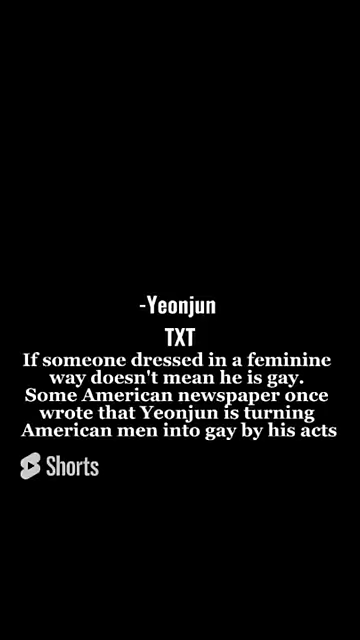 -Yeonjun
TXT
If someone dressed in a feminine
way doesn't mean he is gay.
Some American newspaper once
wrote that Yeonjun is turning
American men into gay by his acts
Shorts